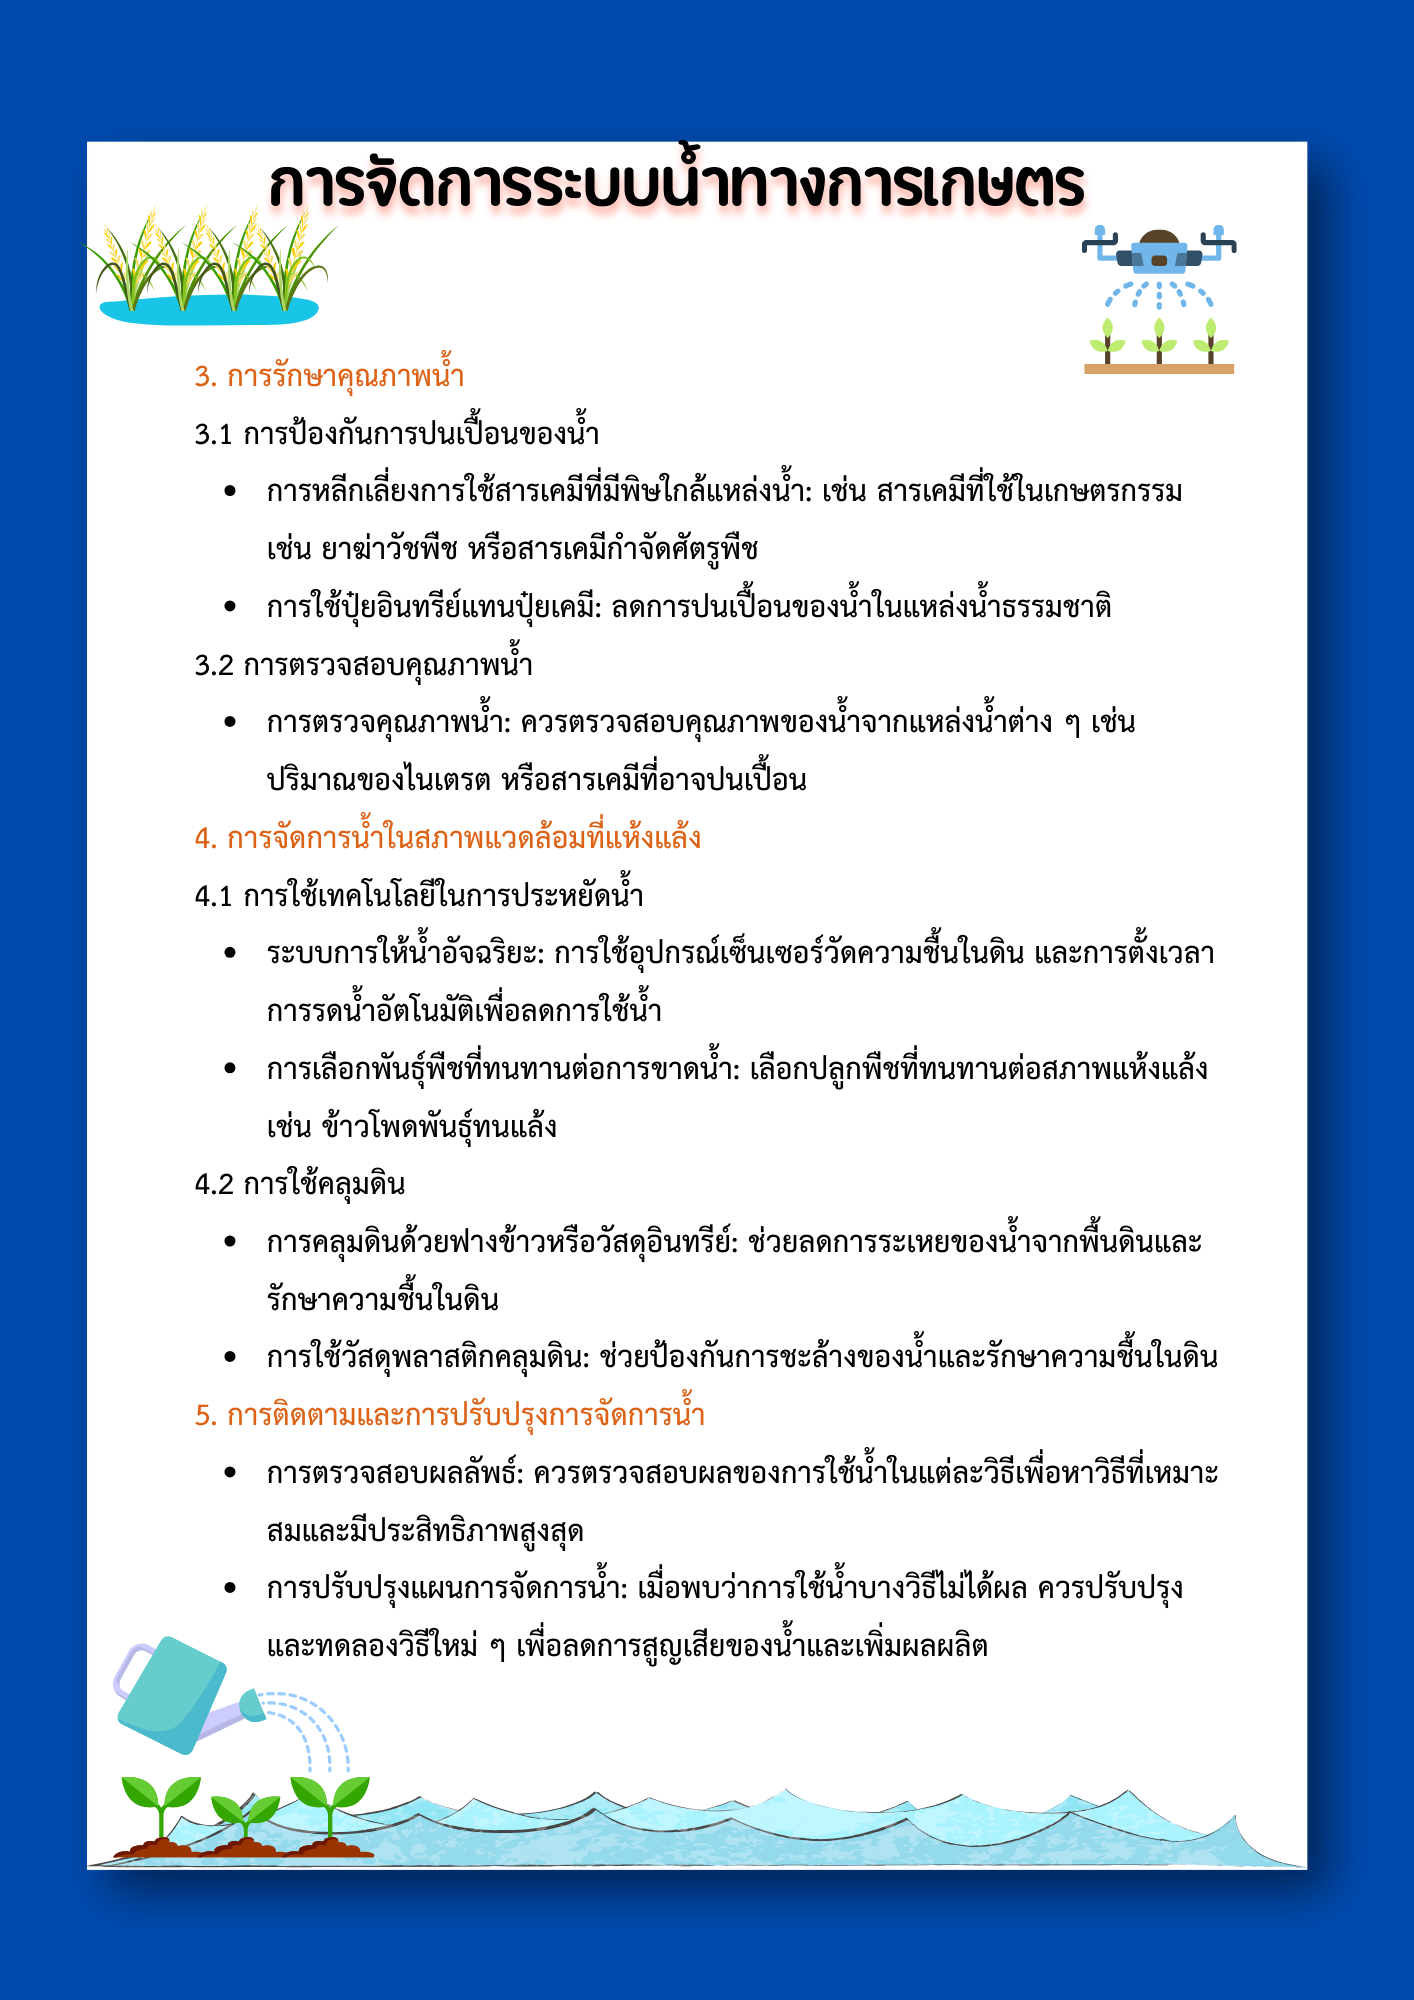 การจัดการระบบน้ำทางการเกษตร
3. การรักษาคุณภาพน้ำ
3.1 การป้องกันการปนเปื้อนของน้ำ
• การหลีกเลี่ยงการใช้สารเคมีที่มีพิษใกล้แหล่งน้ำ: เช่น สารเคมีที่ใช้ในเกษตรกรรม
เช่น ยาฆ่าวัชพืช หรือสารเคมีกำจัดศัตรูพืช
• การใช้ปุ๋ยอินทรีย์แทนปุ๋ยเคมี: ลดการปนเปื้อนของน้ำในแหล่งน้ำธรรมชาติ
3.2 การตรวจสอบคุณภาพน้ำ
• การตรวจคุณภาพน้ำ: ควรตรวจสอบคุณภาพของน้ำจากแหล่งน้ำต่าง ๆ เช่น
ปริมาณของไนเตรต หรือสารเคมีที่อาจปนเปื้อน
4. การจัดการน้ำในสภาพแวดล้อมที่แห้งแล้ง
4.1 การใช้เทคโนโลยีในการประหยัดน้ำ
• ระบบการให้น้ำอัจฉริยะ: การใช้อุปกรณ์เซ็นเซอร์วัดความชื้นในดิน และการตั้งเวลา
การรดน้ำอัตโนมัติเพื่อลดการใช้น้ำ
• การเลือกพันธุ์พืชที่ทนทานต่อการขาดน้ำ: เลือกปลูกพืชที่ทนทานต่อสภาพแห้งแล้ง
เช่น ข้าวโพดพันธุ์ทนแล้ง
4.2 การใช้คลุมดิน
• การคลุมดินด้วยฟางข้าวหรือวัสดุอินทรีย์: ช่วยลดการระเหยของน้ำจากพื้นดินและ
รักษาความชื้นในดิน
• การใช้วัสดุพลาสติกคลุมดิน: ช่วยป้องกันการชะล้างของน้ำและรักษาความชื้นในดิน
5. การติดตามและการปรับปรุงการจัดการน้ำ
• การตรวจสอบผลลัพธ์: ควรตรวจสอบผลของการใช้น้ำในแต่ละวิธีเพื่อหาวิธีที่เหมาะ
สมและมีประสิทธิภาพสูงสุด
• การปรับปรุงแผนการจัดการน้ำ: เมื่อพบว่าการใช้น้ำบางวิธีไม่ได้ผล ควรปรับปรุง
และทดลองวิธีใหม่ ๆ เพื่อลดการสูญเสียของน้ำและเพิ่มผลผลิต